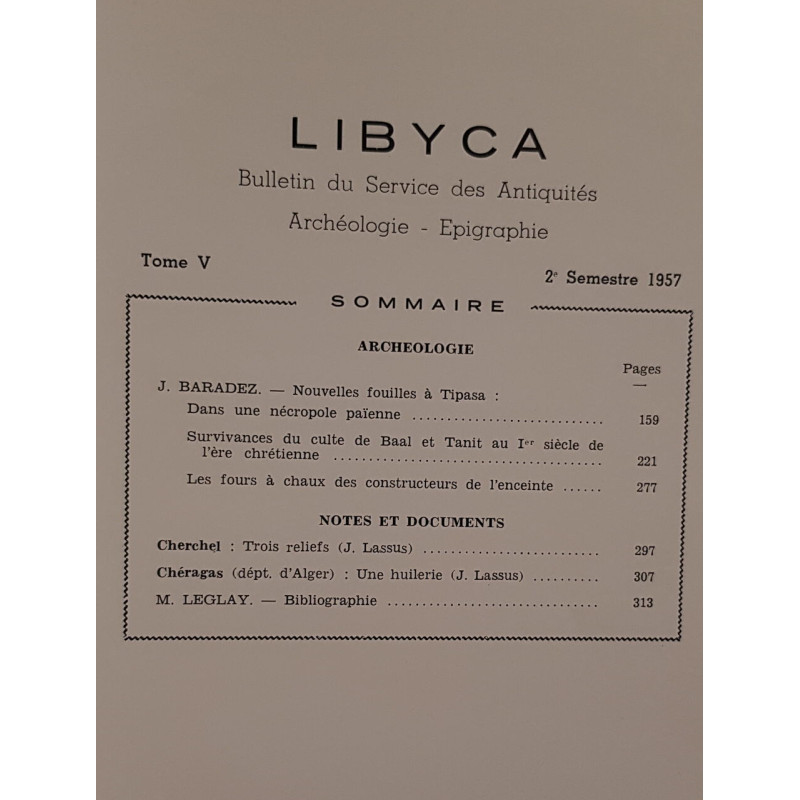 LIBYCA
Bulletin du Service des Antiquités
Archéologie - Epigraphie
Tome V
2e Semestre 1957
SOMMAIRE
ARCHEOLOGIE
Pages
J. BARADEZ. — Nouvelles fouilles à Tipasa :
Dans une nécropole païenne ............................ 159
Survivances du culte de Baal et Tanit au Ier siècle de
l'ère chrétienne ....................................... 221
Les fours à chaux des constructeurs de l'enceinte ...... 277
NOTES ET DOCUMENTS
Cherchel : Trois reliefs (J. Lassus) .......................... 297
Chéragas (dépt. d'Alger) : Une huilerie (J. Lassus) .......... 307
M. LEGLAY. — Bibliographie ............................... 313